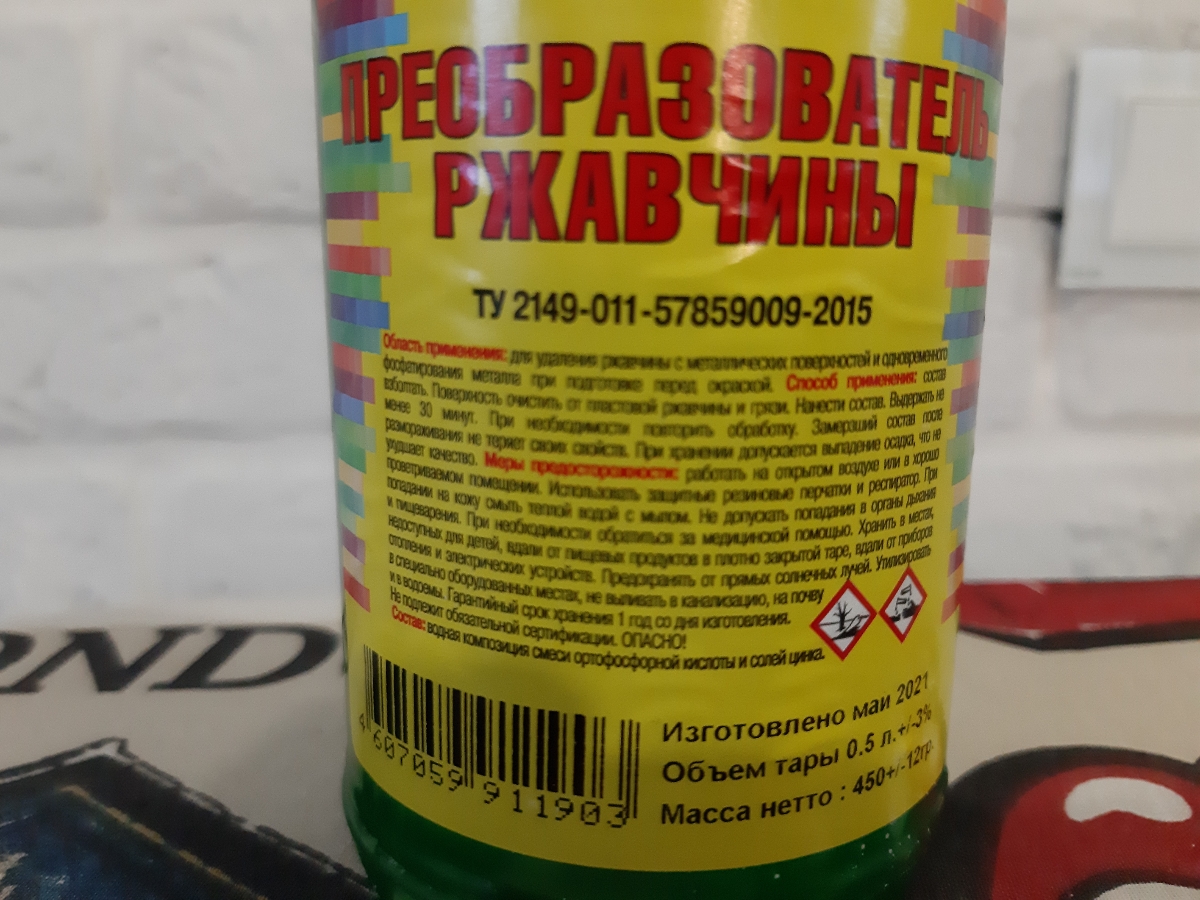 ПРЕОБРАЗОВАТЕЛЬ
РЖАВЧИНЫ
ТУ 2149-011-57859009-2015
Область применения: для удаления ржавчины с металлических поверхностей и одновременного
фосфатирования металла при подготовке перед окраской. Способ применения: состав
взболтать. Поверхность очистить от пластовой ржавчины и грязи. Нанести состав. Выдержать не
менее 30 минут. При необходимости повторить обработку. Замерзший состав после
размораживания не теряет своих свойств. При хранении допускается выпадение осадка, что не
ухудшает качество. Меры предосторожности: работать на открытом воздухе или в хорошо
проветриваемом помещении. Использовать защитные резиновые перчатки и респиратор. При
попадании на кожу смыть теплой водой с мылом. Не допускать попадания в органы дыхания
и пищеварения. При необходимости обратиться за медицинской помощью. Хранить в местах,
недоступных для детей, вдали от пищевых продуктов в плотно закрытой таре, вдали от приборов
отопления и электрических устройств. Предохранять от прямых солнечных лучей. Утилизировать
в специально оборудованных местах, не выливать в канализацию, на почву
и в водоемы. Гарантийный срок хранения 1 год со дня изготовления.
Не подлежит обязательной сертификации. ОПАСНО!
Состав: водная композиция смеси ортофосфорной кислоты и солей цинка.
Изготовлено май 2021
Объем тары 0.5 л.+/-3%
Масса нетто : 450+/-12гр.
4 607059 911903
OND